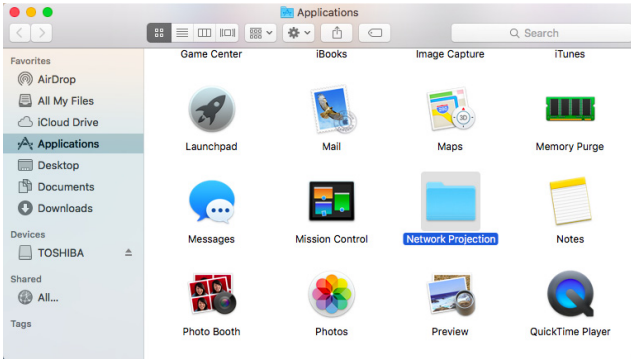 Applications
Search
Favorites
AirDrop
All My Files
iCloud Drive
Applications
Desktop
Documents
Downloads
Devices
TOSHIBA
Shared
All...
Tags
Game Center iBooks Image Capture iTunes
3D
Launchpad Mail Maps Memory Purge
Messages Mission Control Network Projection Notes
Photo Booth Photos Preview QuickTime Player